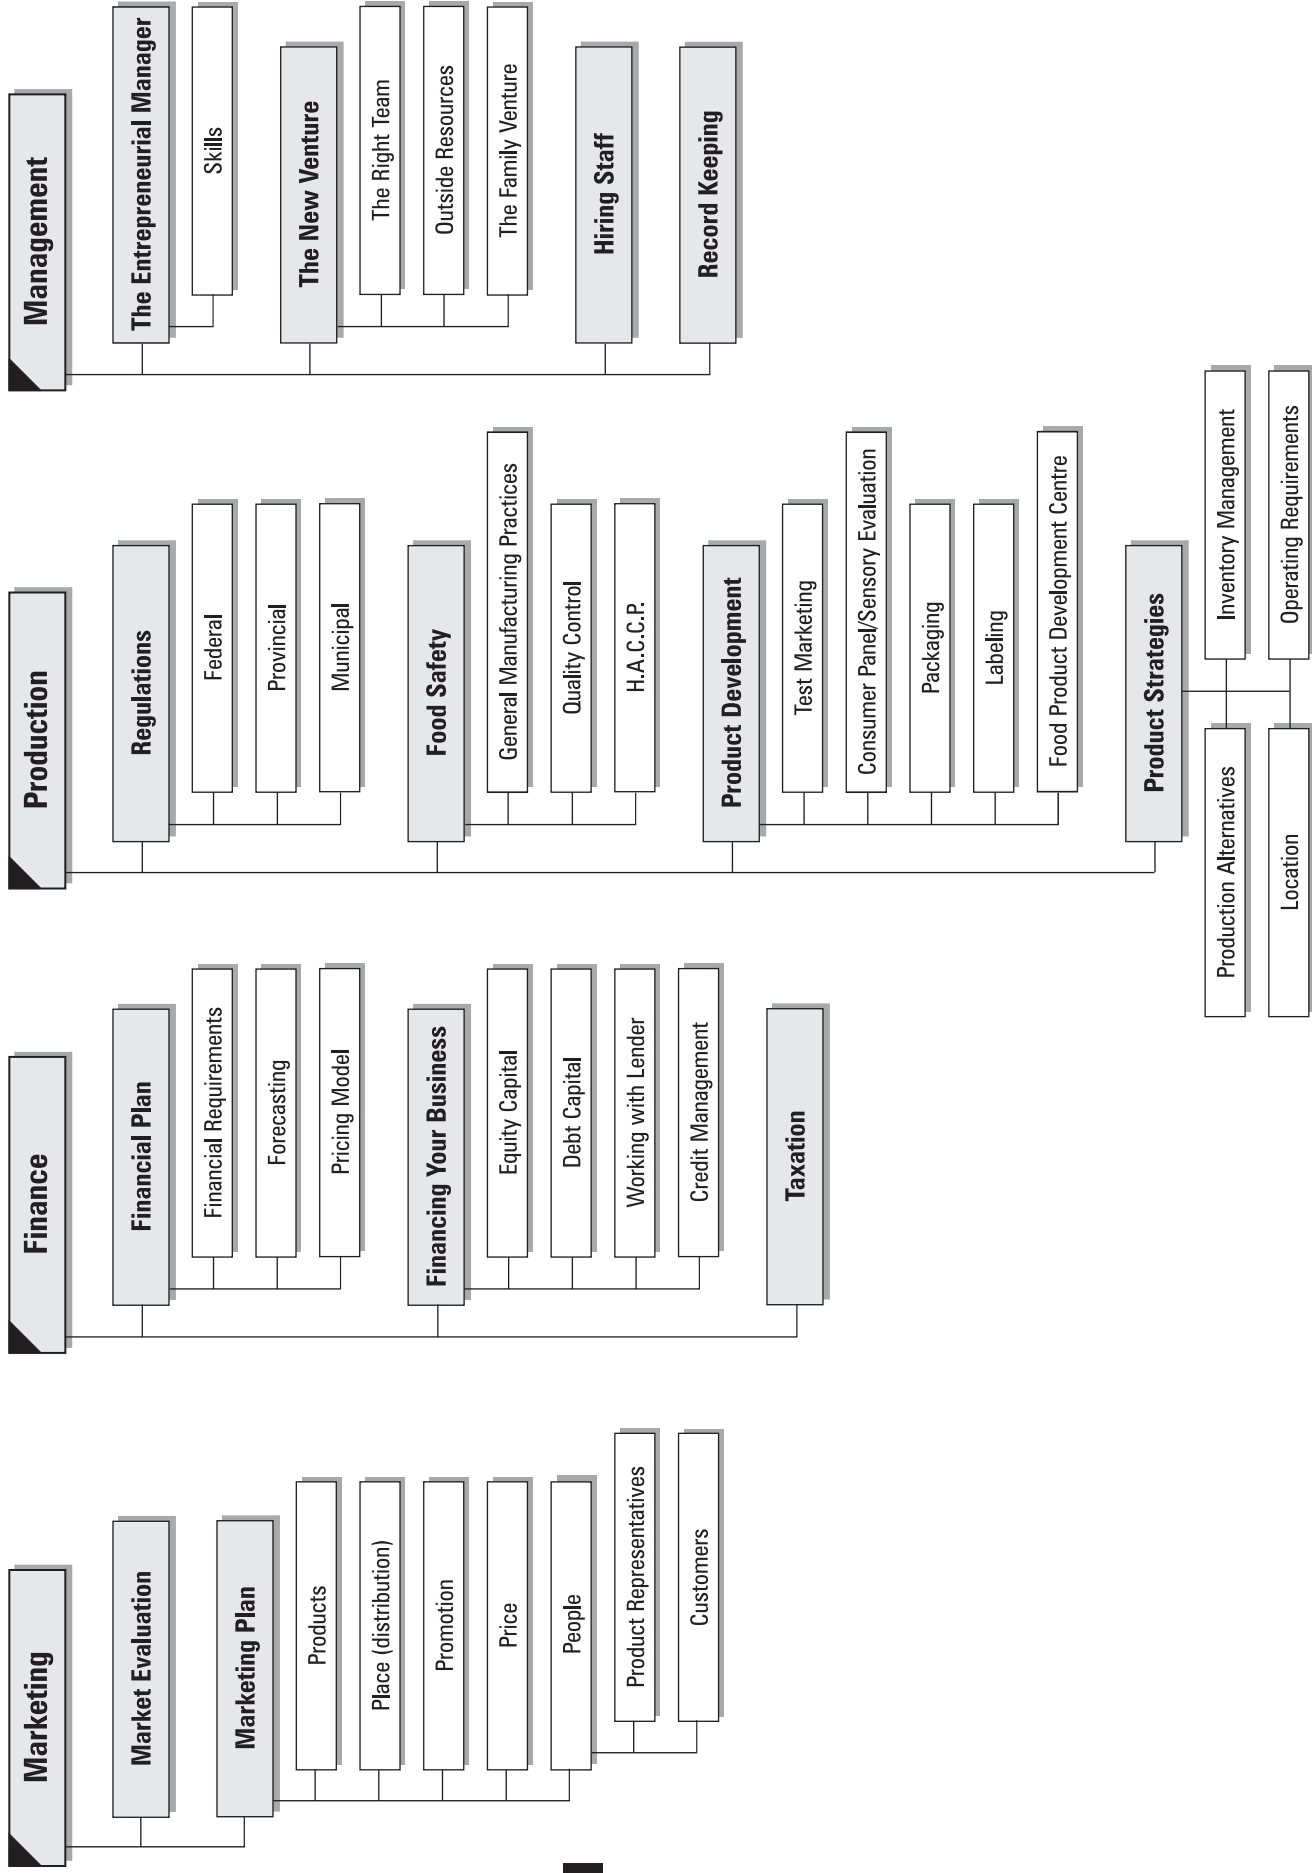 Marketing
Market Evaluation
Marketing Plan
Products
Place (distribution)
Promotion
Price
People
Product Representatives
Customers
Finance
Financial Plan
Financial Requirements
Forecasting
Pricing Model
Financing Your Business
Equity Capital
Debt Capital
Working with Lender
Credit Management
Taxation
Production
Regulations
Federal
Provincial
Municipal
Food Safety
General Manufacturing Practices
Quality Control
H.A.C.C.P.
Product Development
Test Marketing
Consumer Panel/Sensory Evaluation
Packaging
Labeling
Food Product Development Centre
Product Strategies
Production Alternatives
Inventory Management
Location
Operating Requirements
Management
The Entrepreneurial Manager
Skills
The New Venture
The Right Team
Outside Resources
The Family Venture
Hiring Staff
Record Keeping